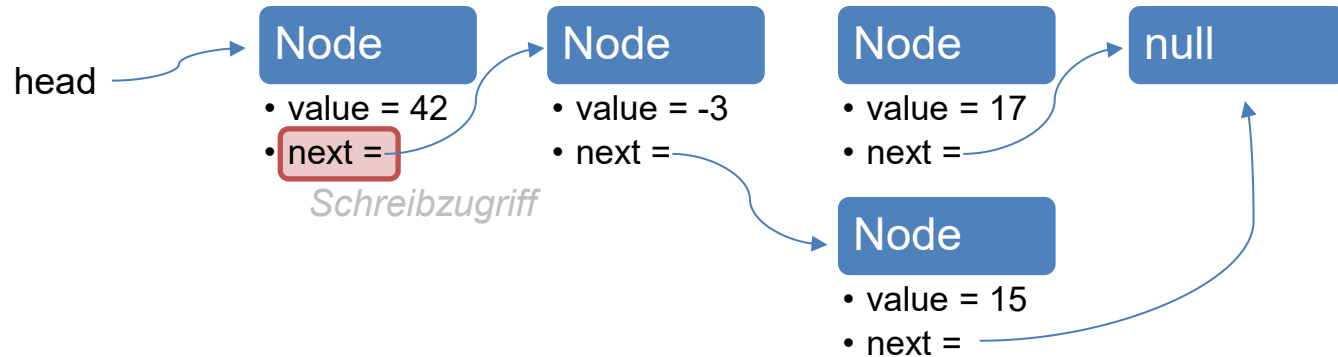 head
Node
• value = 42
• next =
Schreibzugriff
Node
• value = -3
• next =
Node
• value = 17
• next =
null
Node
• value = 15
• next =